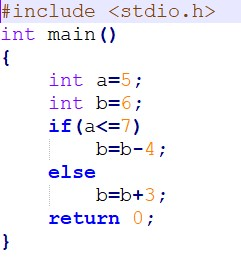 #include <stdio.h>
int main()
{
    int a=5;
    int b=6;
    if(a<=7)
        b=b-4;
    else
        b=b+3;
    return 0;
}